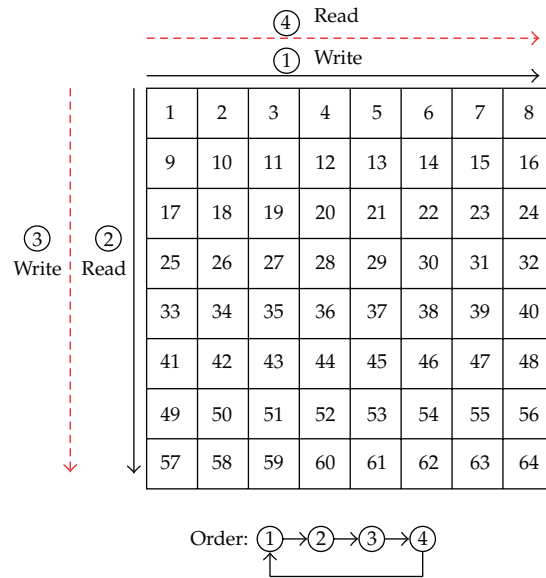 ④ Read
① Write
1 2 3 4 5 6 7 8
9 10 11 12 13 14 15 16
17 18 19 20 21 22 23 24
③ ②
Write Read
25 26 27 28 29 30 31 32
33 34 35 36 37 38 39 40
41 42 43 44 45 46 47 48
49 50 51 52 53 54 55 56
57 58 59 60 61 62 63 64
Order: ① ② ③ ④